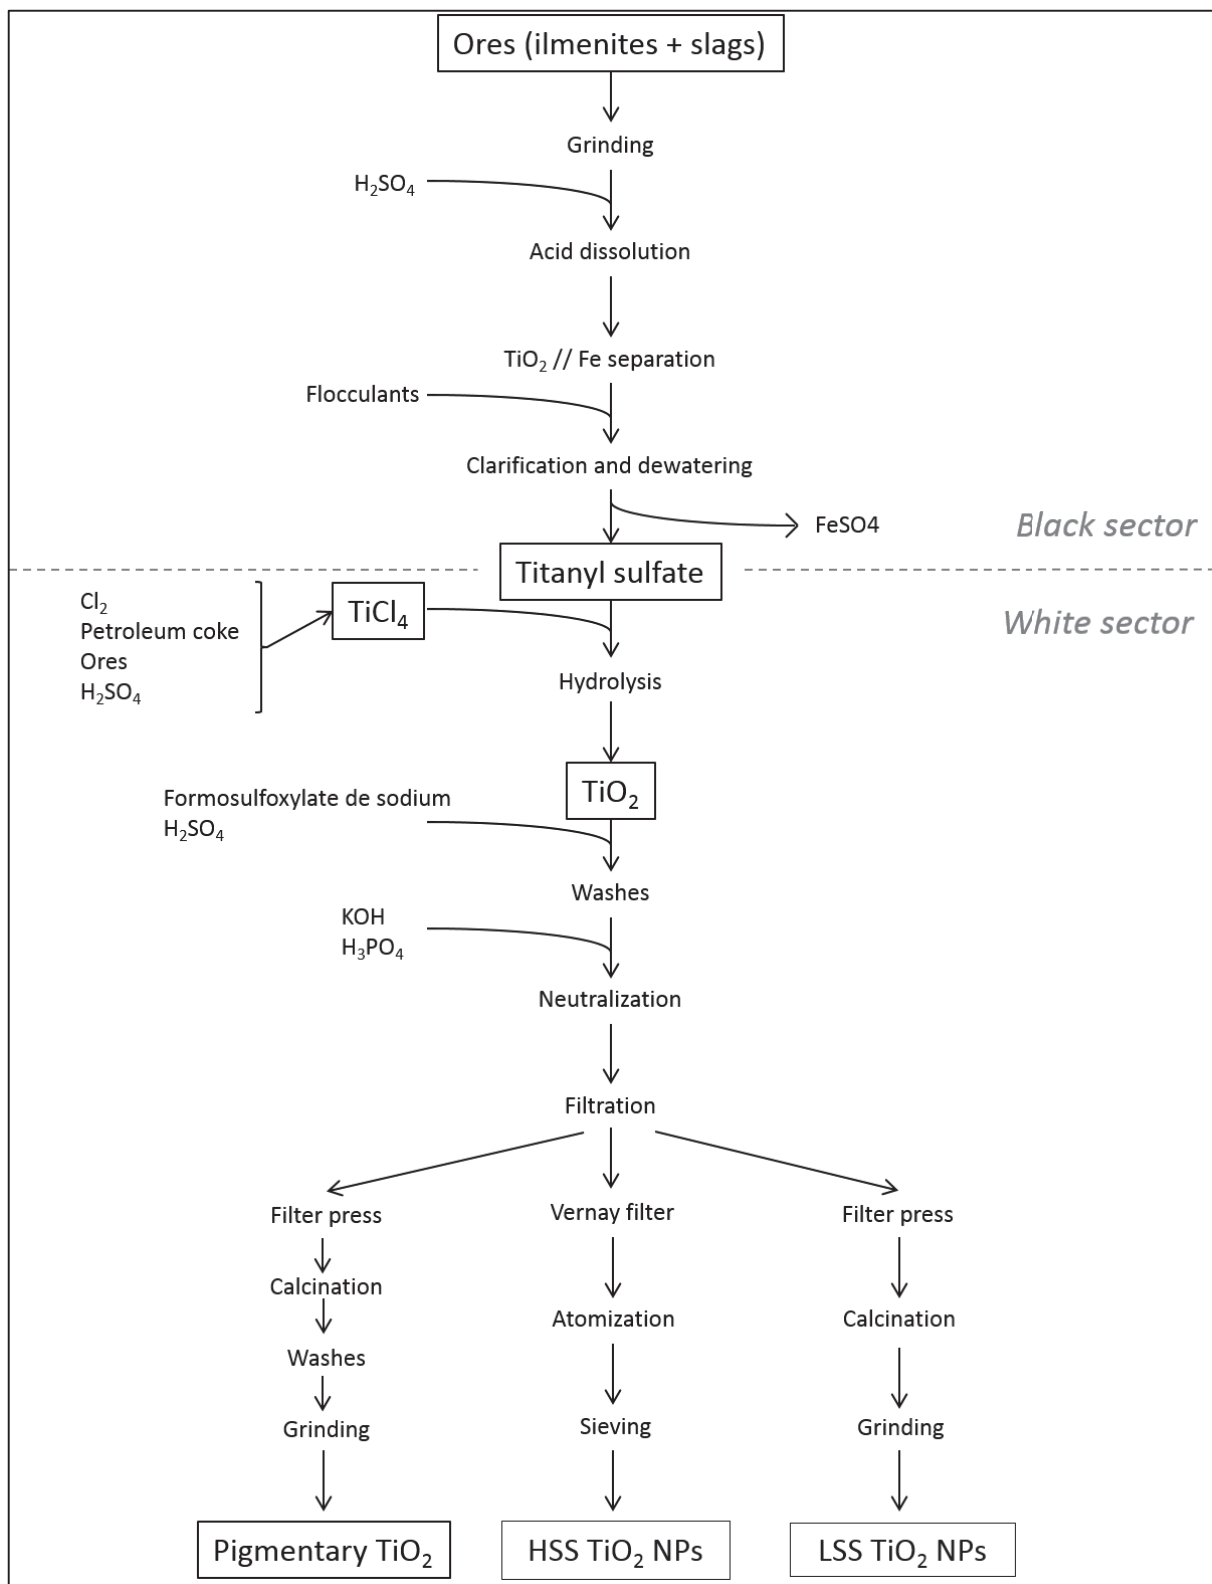 Ores (ilmenites + slags)
Grinding
H₂SO₄
Acid dissolution
TiO₂ // Fe separation
Flocculants
Clarification and dewatering
FeSO4
Black sector
Titanyl sulfate
White sector
Cl₂
Petroleum coke
Ores
H₂SO₄
TiCl₄
Hydrolysis
TiO₂
Formosulfoxylate de sodium
H₂SO₄
Washes
KOH
H₃PO₄
Neutralization
Filtration
Filter press
Calcination
Washes
Grinding
Pigmentary TiO₂
Vernay filter
Atomization
Sieving
HSS TiO₂ NPs
Filter press
Calcination
Grinding
LSS TiO₂ NPs